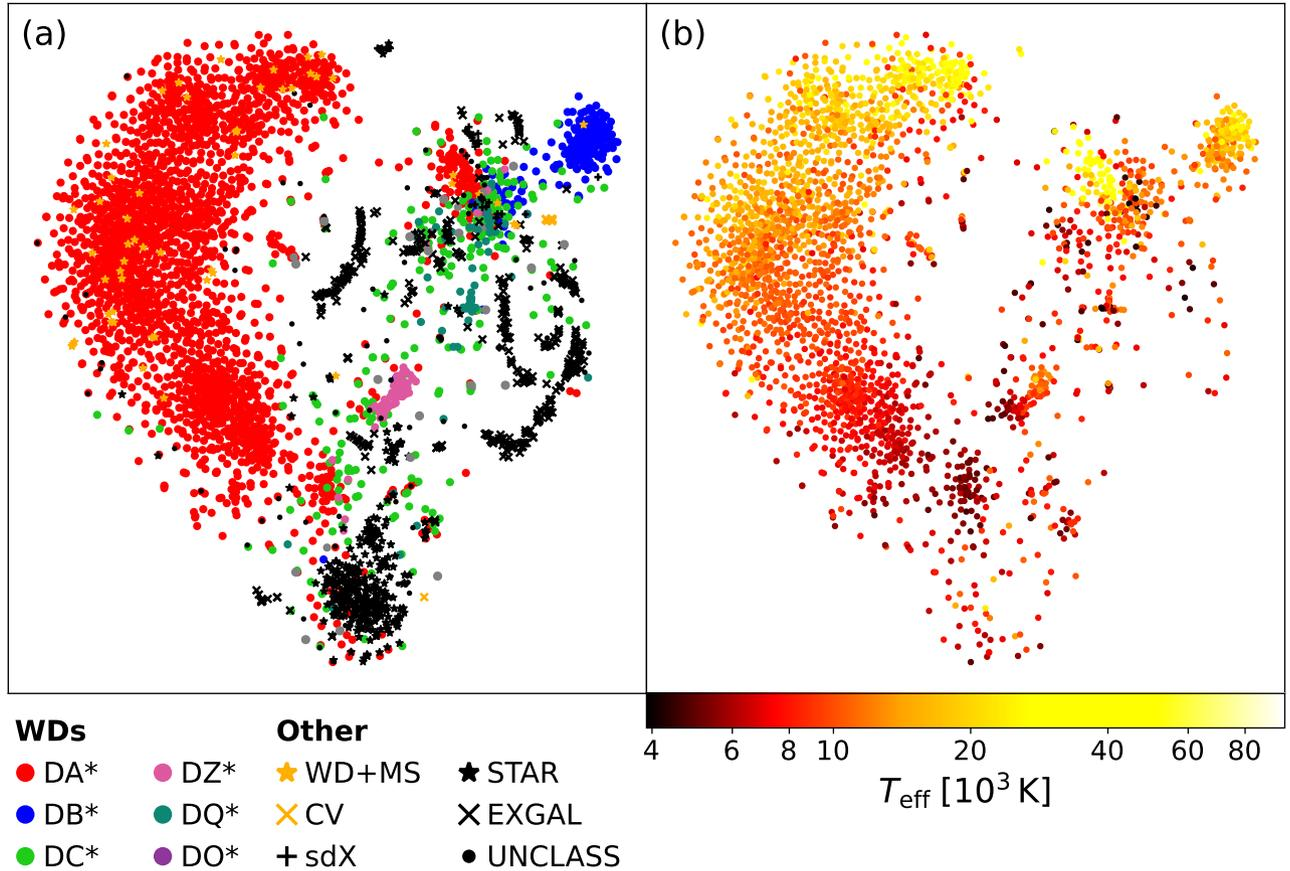 (a)
(b)
4 6 8 10 20 40 60 80
T_eff [10^3 K]
WDs Other
DA* DZ* WD+MS STAR
DB* DQ* CV EXGAL
DC* DO* sdX UNCLASS